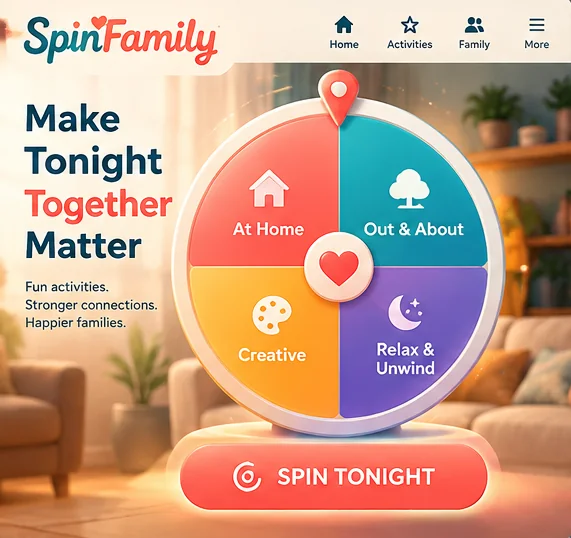 SpinFamily
Home
Activities
Family
More
Make
Tonight
Together
Matter
Fun activities.
Stronger connections.
Happier families.
At Home
Out & About
Creative
Relax &
Unwind
SPIN TONIGHT